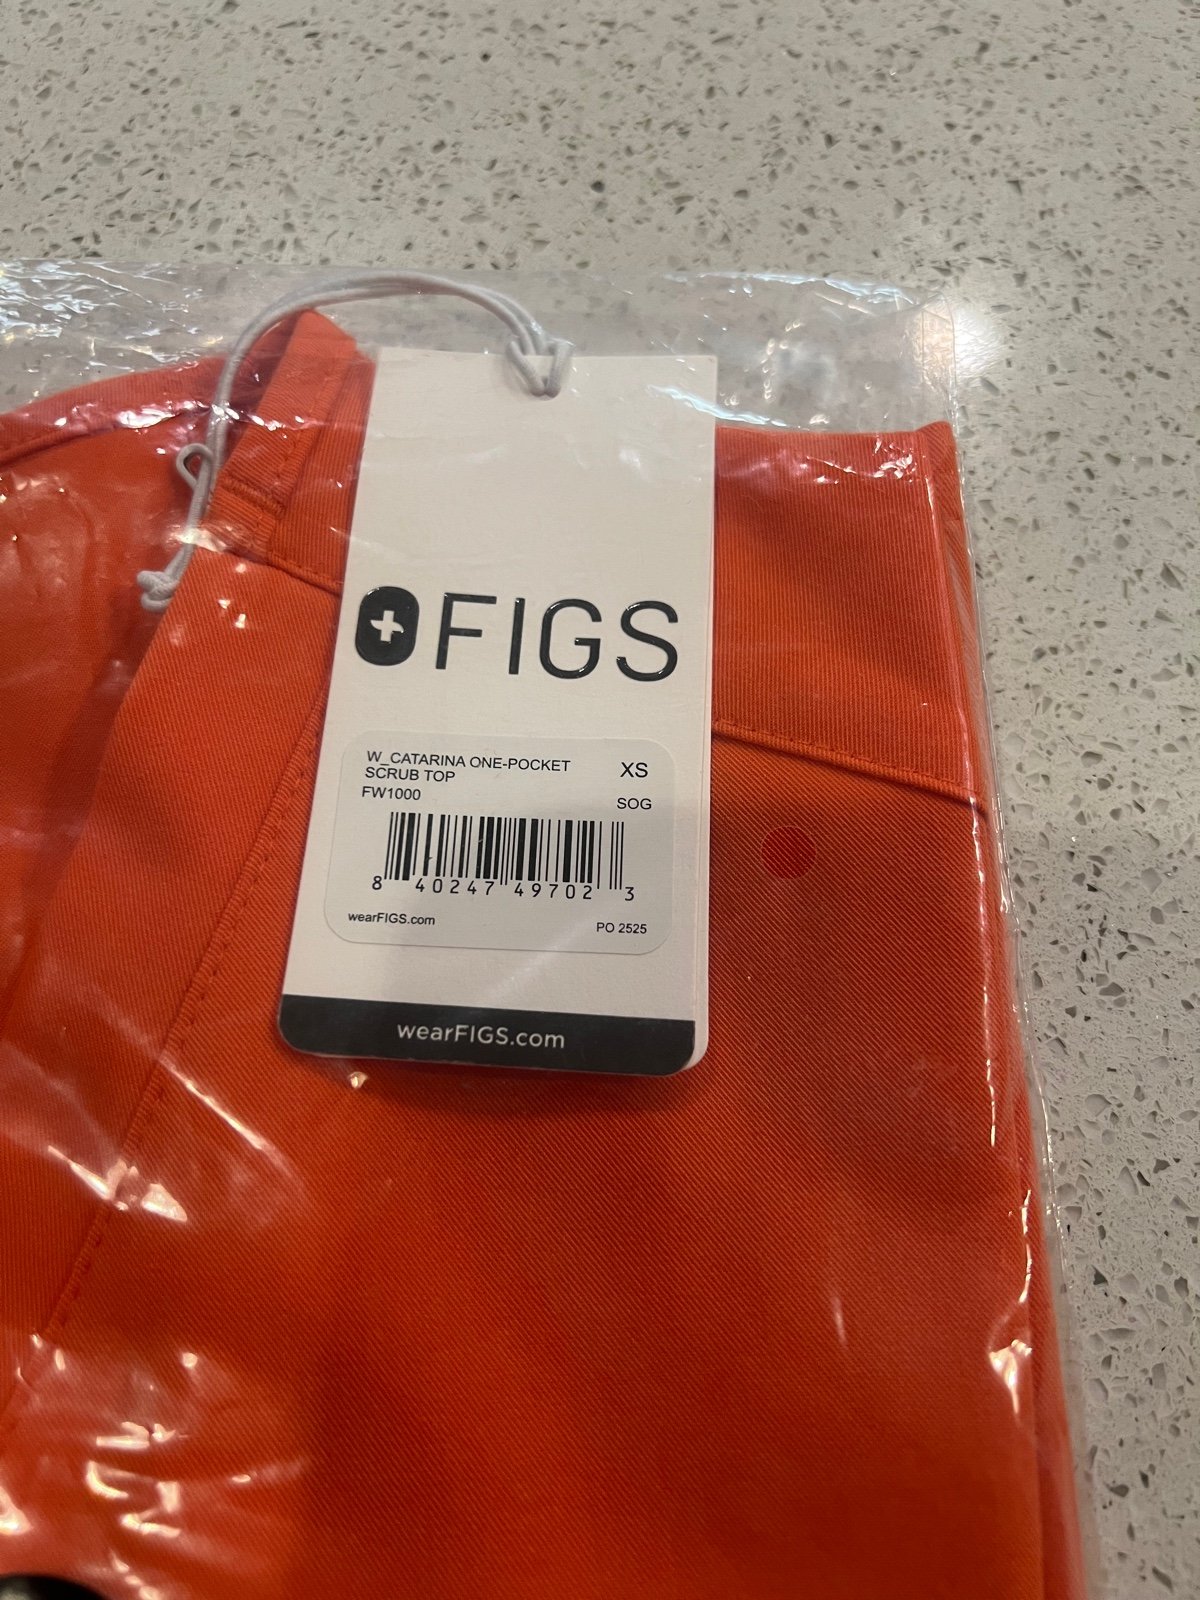 FIGS
W_CATARINA ONE-POCKET
SCRUB TOP
XS
FW1000
SOG
8 40247 49702 3
wearFIGS.com
PO 2525
wearFIGS.com